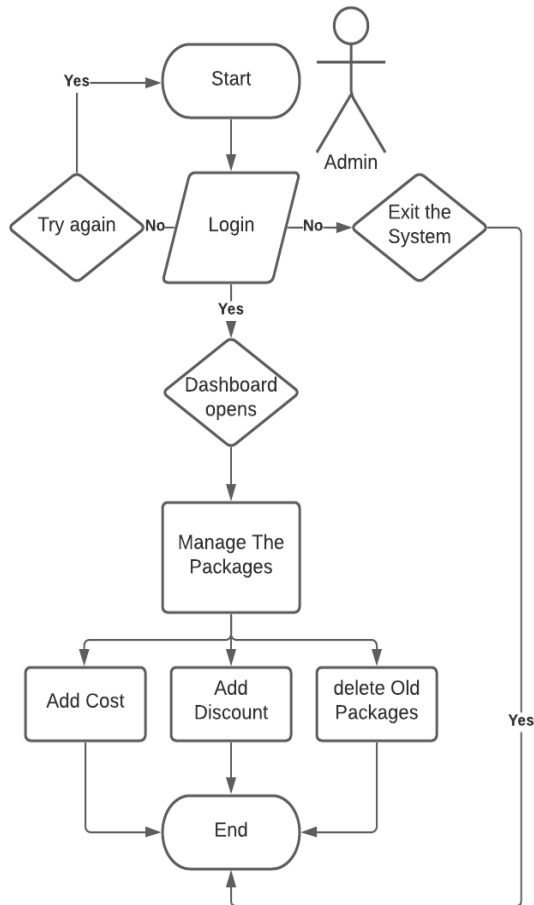 Yes
Start
Admin
Try again
No
Login
No
Exit the
System
Yes
Dashboard
opens
Manage The
Packages
Add Cost
Add
Discount
delete Old
Packages
Yes
End